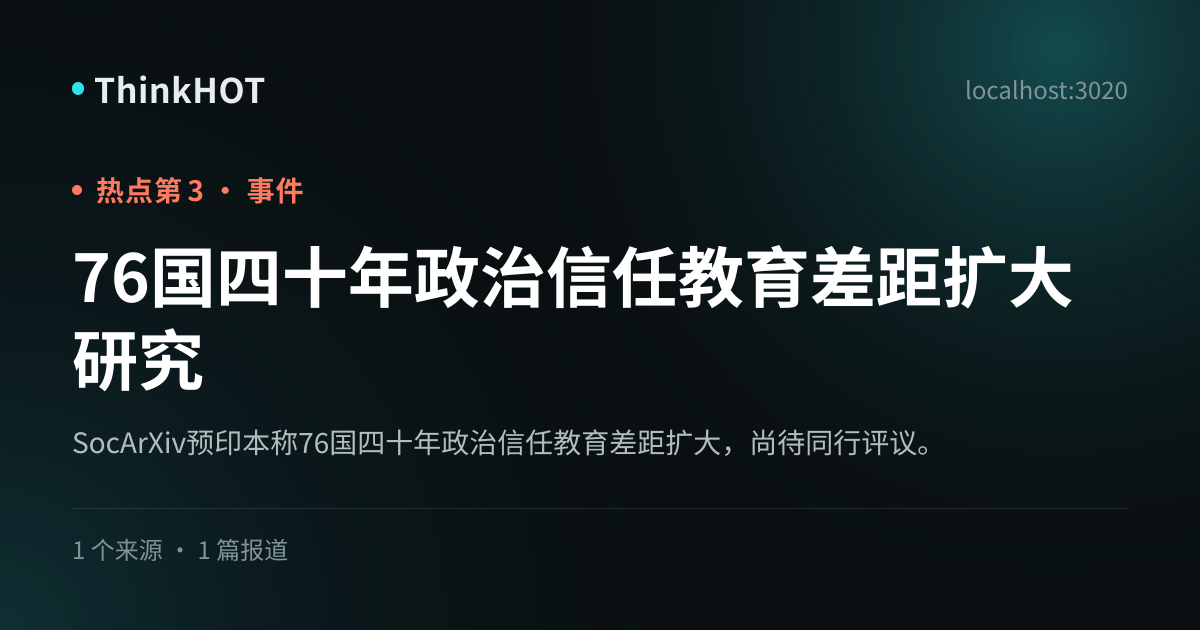 ThinkHOT
localhost:3020
热点第 3 · 事件
76国四十年政治信任教育差距扩大
研究
SocArXiv预印本称76国四十年政治信任教育差距扩大，尚待同行评议。
1 个来源 · 1 篇报道